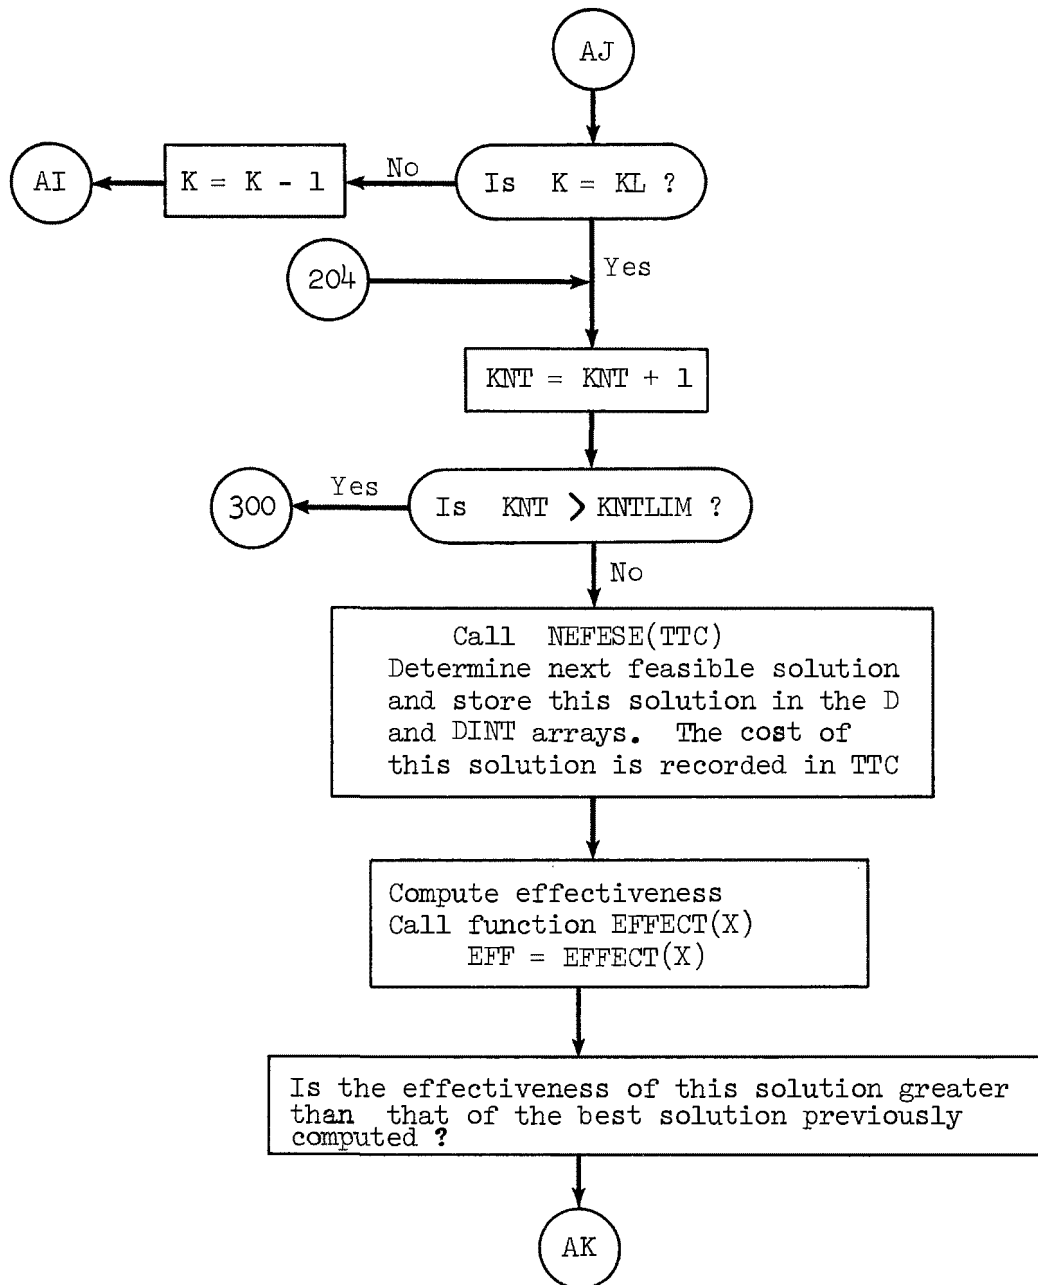 AJ
AI
K = K - 1
No
Is K = KL ?
Yes
204
KNT = KNT + 1
300
Yes
Is KNT > KNTLIM ?
No
Call NEFESE(TTC)
Determine next feasible solution
and store this solution in the D
and DINT arrays. The cost of
this solution is recorded in TTC
Compute effectiveness
Call function EFFECT(X)
EFF = EFFECT(X)
Is the effectiveness of this solution greater
than that of the best solution previously
computed ?
AK